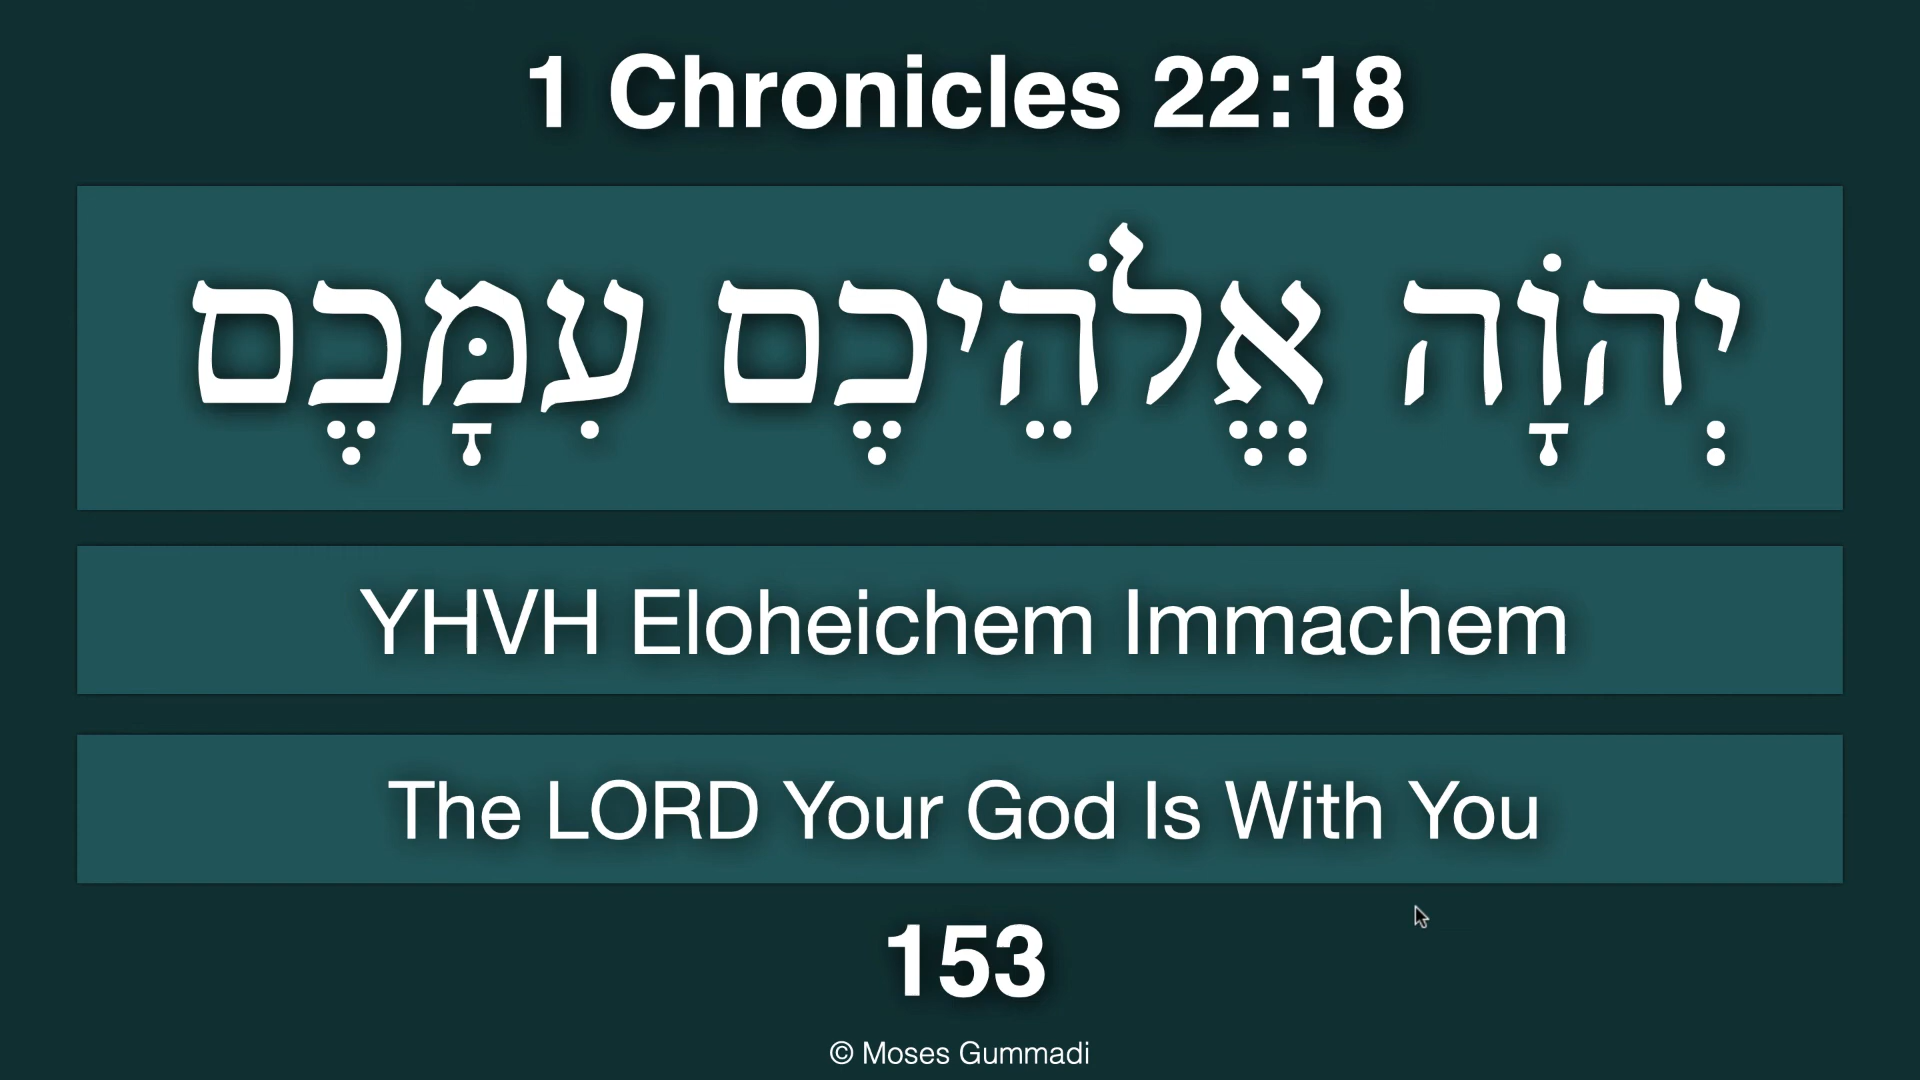 1 Chronicles 22:18
יְהוָֹה אֱלֹהֵיכֶם עִמָּכֶם
YHVH Eloheichem Immachem
The LORD Your God Is With You
153
© Moses Gummadi